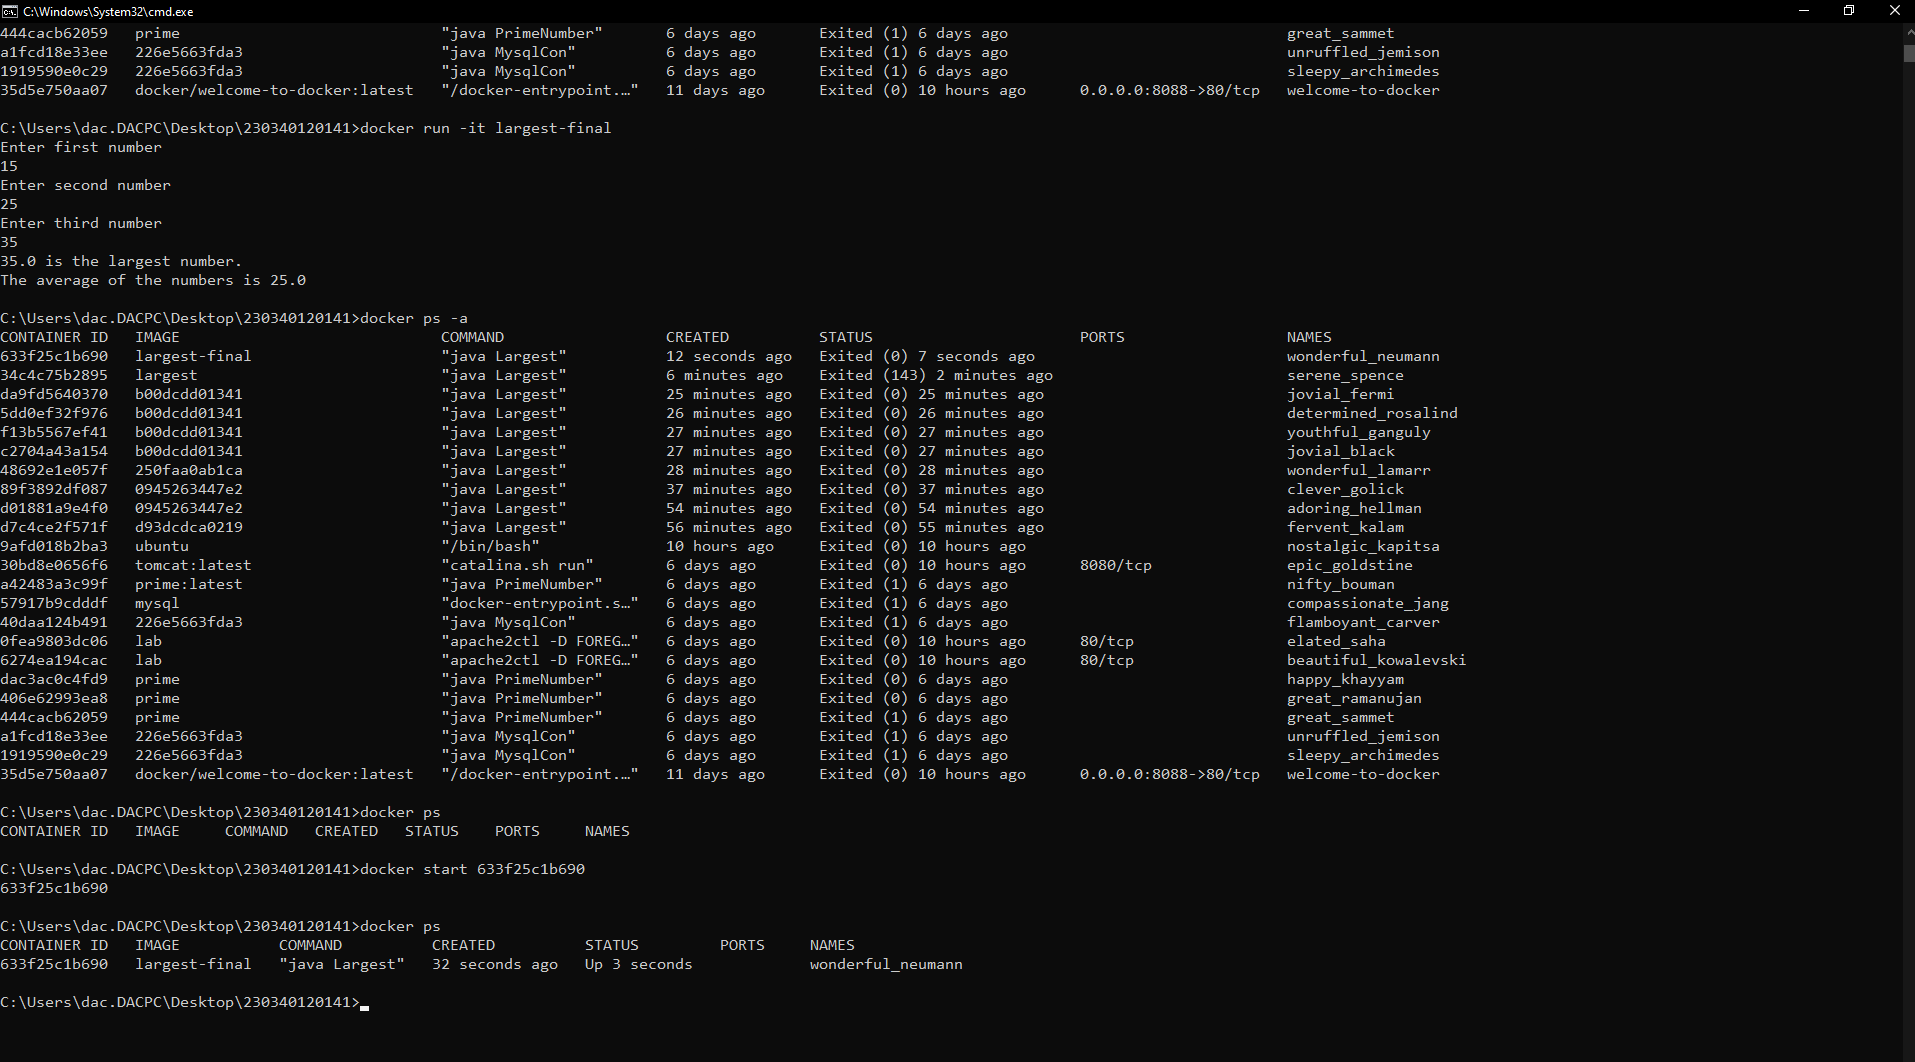 C:\Windows\System32\cmd.exe
444cacb62059 prime "java PrimeNumber" 6 days ago Exited (1) 6 days ago great_sammet
a1fcd18e33ee 226e5663fda3 "java MysqlCon" 6 days ago Exited (1) 6 days ago unruffled_jemison
1919590e0c29 226e5663fda3 "java MysqlCon" 6 days ago Exited (1) 6 days ago sleepy_archimedes
35d5e750aa07 docker/welcome-to-docker:latest "/docker-entrypoint.…" 11 days ago Exited (0) 10 hours ago 0.0.0.0:8088->80/tcp welcome-to-docker
C:\Users\dac.DACPC\Desktop\230340120141>docker run -it largest-final
Enter first number
15
Enter second number
25
Enter third number
35
35.0 is the largest number.
The average of the numbers is 25.0
C:\Users\dac.DACPC\Desktop\230340120141>docker ps -a
CONTAINER ID IMAGE COMMAND CREATED STATUS PORTS NAMES
633f25c1b690 largest-final "java Largest" 12 seconds ago Exited (0) 7 seconds ago wonderful_neumann
34c4c75b2895 largest "java Largest" 6 minutes ago Exited (143) 2 minutes ago serene_spence
da9fd5640370 b00dcdd01341 "java Largest" 25 minutes ago Exited (0) 25 minutes ago jovial_fermi
5dd0ef32f976 b00dcdd01341 "java Largest" 26 minutes ago Exited (0) 26 minutes ago determined_rosalind
f13b5567ef41 b00dcdd01341 "java Largest" 27 minutes ago Exited (0) 27 minutes ago youthful_ganguly
c2704a43a154 b00dcdd01341 "java Largest" 27 minutes ago Exited (0) 27 minutes ago jovial_black
48692e1e057f 250faa0ab1ca "java Largest" 28 minutes ago Exited (0) 28 minutes ago wonderful_lamarr
89f3892df087 0945263447e2 "java Largest" 37 minutes ago Exited (0) 37 minutes ago clever_golick
d01881a9e4f0 0945263447e2 "java Largest" 54 minutes ago Exited (0) 54 minutes ago adoring_hellman
d7c4ce2f571f d93dcdca0219 "java Largest" 56 minutes ago Exited (0) 55 minutes ago fervent_kalam
9afd018b2ba3 ubuntu "/bin/bash" 10 hours ago Exited (0) 10 hours ago nostalgic_kapitsa
30bd8e0656f6 tomcat:latest "catalina.sh run" 6 days ago Exited (0) 10 hours ago 8080/tcp epic_goldstine
a42483a3c99f prime:latest "java PrimeNumber" 6 days ago Exited (1) 6 days ago nifty_bouman
57917b9cdddf mysql "docker-entrypoint.s…" 6 days ago Exited (1) 6 days ago compassionate_jang
40daa124b491 226e5663fda3 "java MysqlCon" 6 days ago Exited (1) 6 days ago flamboyant_carver
0fea9803dc06 lab "apache2ctl -D FOREG…" 6 days ago Exited (0) 10 hours ago 80/tcp elated_saha
6274ea194cac lab "apache2ctl -D FOREG…" 6 days ago Exited (0) 10 hours ago 80/tcp beautiful_kowalevski
dac3ac0c4fd9 prime "java PrimeNumber" 6 days ago Exited (0) 6 days ago happy_khayyam
406e62993ea8 prime "java PrimeNumber" 6 days ago Exited (0) 6 days ago great_ramanujan
444cacb62059 prime "java PrimeNumber" 6 days ago Exited (1) 6 days ago great_sammet
a1fcd18e33ee 226e5663fda3 "java MysqlCon" 6 days ago Exited (1) 6 days ago unruffled_jemison
1919590e0c29 226e5663fda3 "java MysqlCon" 6 days ago Exited (1) 6 days ago sleepy_archimedes
35d5e750aa07 docker/welcome-to-docker:latest "/docker-entrypoint.…" 11 days ago Exited (0) 10 hours ago 0.0.0.0:8088->80/tcp welcome-to-docker
C:\Users\dac.DACPC\Desktop\230340120141>docker ps
CONTAINER ID IMAGE COMMAND CREATED STATUS PORTS NAMES
C:\Users\dac.DACPC\Desktop\230340120141>docker start 633f25c1b690
633f25c1b690
C:\Users\dac.DACPC\Desktop\230340120141>docker ps
CONTAINER ID IMAGE COMMAND CREATED STATUS PORTS NAMES
633f25c1b690 largest-final "java Largest" 32 seconds ago Up 3 seconds wonderful_neumann
C:\Users\dac.DACPC\Desktop\230340120141>